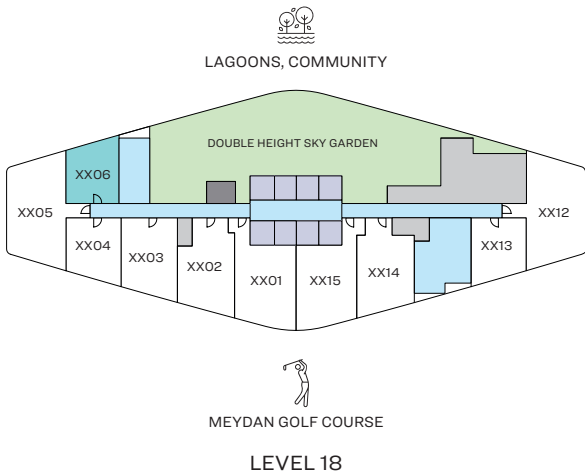 LAGOONS, COMMUNITY
DOUBLE HEIGHT SKY GARDEN
XX06
XX05
XX12
XX04
XX03
XX02
XX01
XX15
XX14
XX13
MEYDAN GOLF COURSE
LEVEL 18